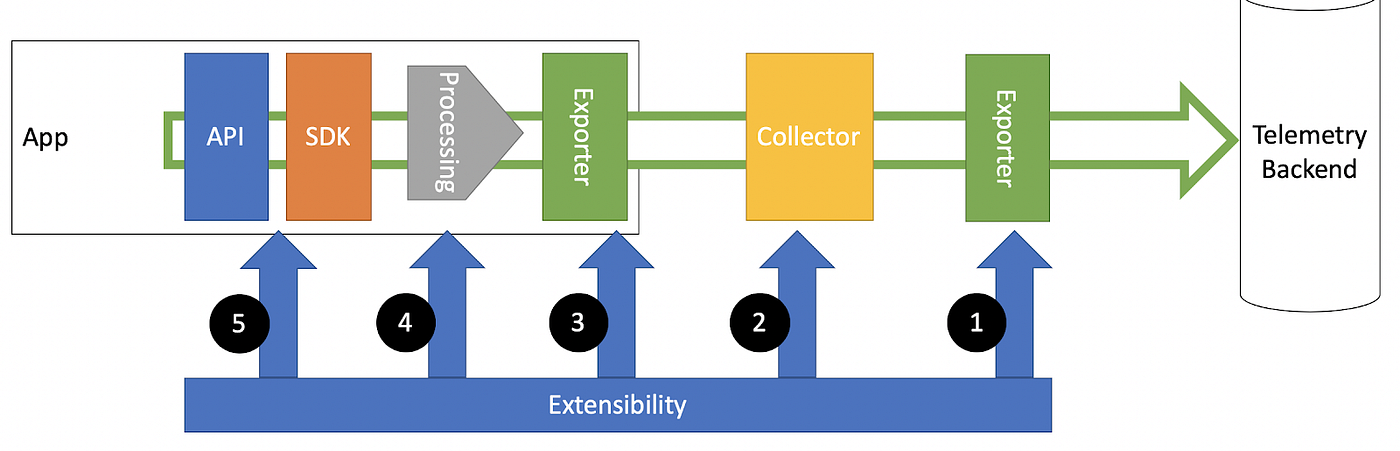 App
API
SDK
Processing
Exporter
Collector
Exporter
Telemetry
Backend
5
4
3
2
1
Extensibility